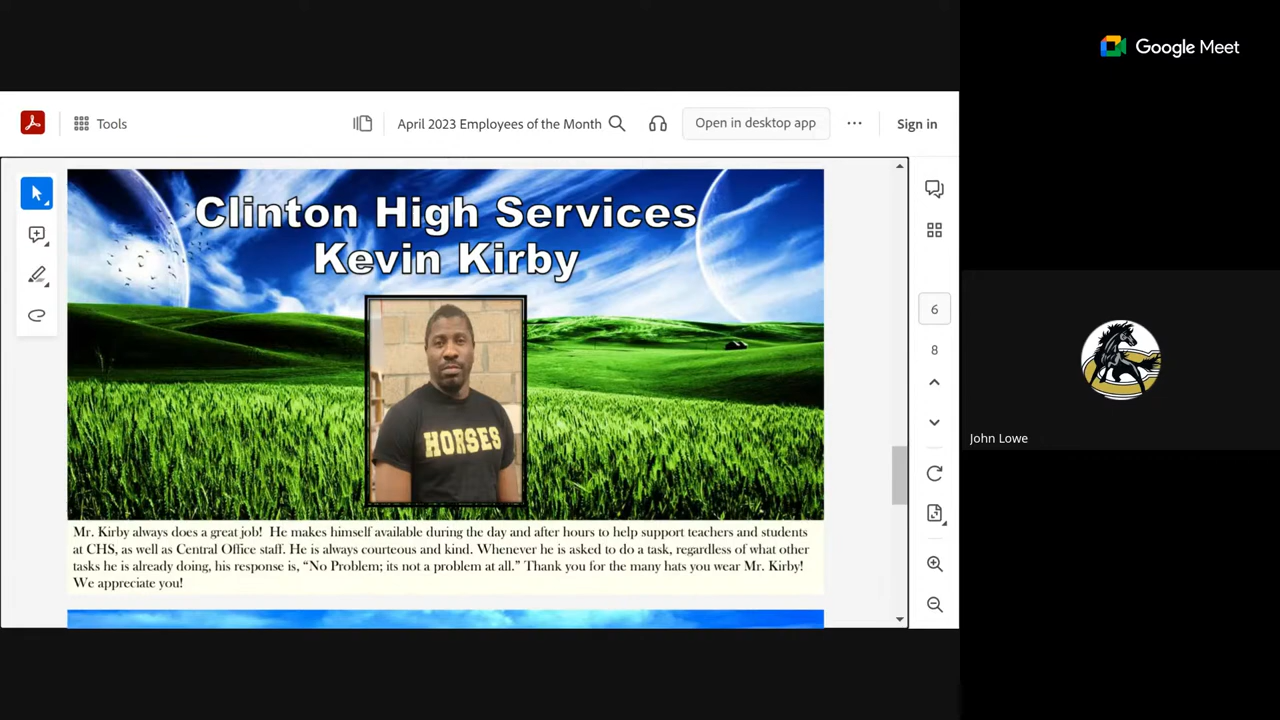 Google Meet
Tools
April 2023 Employees of the Month
Open in desktop app
Sign in
Clinton High Services
Kevin Kirby
HORSES
6
8
John Lowe
Mr. Kirby always does a great job!  He makes himself available during the day and after hours to help support teachers and students
at CHS, as well as Central Office staff. He is always courteous and kind. Whenever he is asked to do a task, regardless of what other
tasks he is already doing, his response is, “No Problem; its not a problem at all.” Thank you for the many hats you wear Mr. Kirby!
We appreciate you!